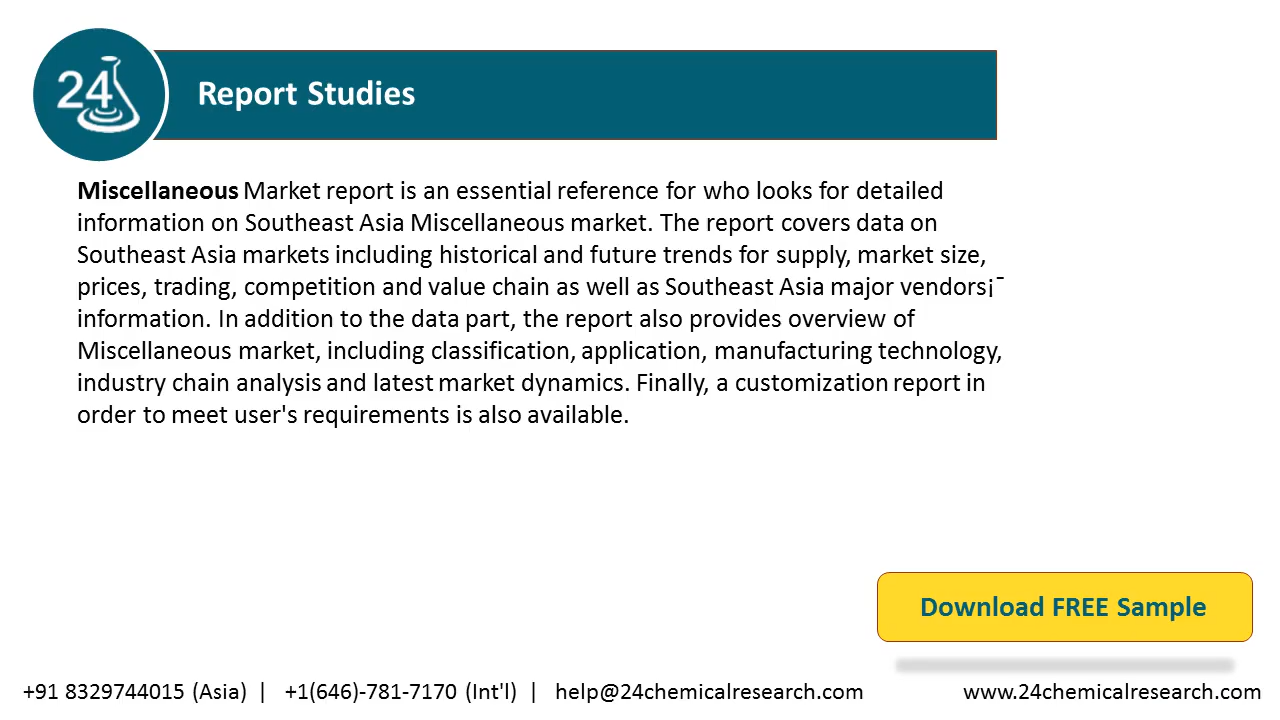 24
Report Studies
Miscellaneous Market report is an essential reference for who looks for detailed
information on Southeast Asia Miscellaneous market. The report covers data on
Southeast Asia markets including historical and future trends for supply, market size,
prices, trading, competition and value chain as well as Southeast Asia major vendors¡¯
information. In addition to the data part, the report also provides overview of
Miscellaneous market, including classification, application, manufacturing technology,
industry chain analysis and latest market dynamics. Finally, a customization report in
order to meet user's requirements is also available.
Download FREE Sample
+91 8329744015 (Asia) | +1(646)-781-7170 (Int'l) | help@24chemicalresearch.com www.24chemicalresearch.com